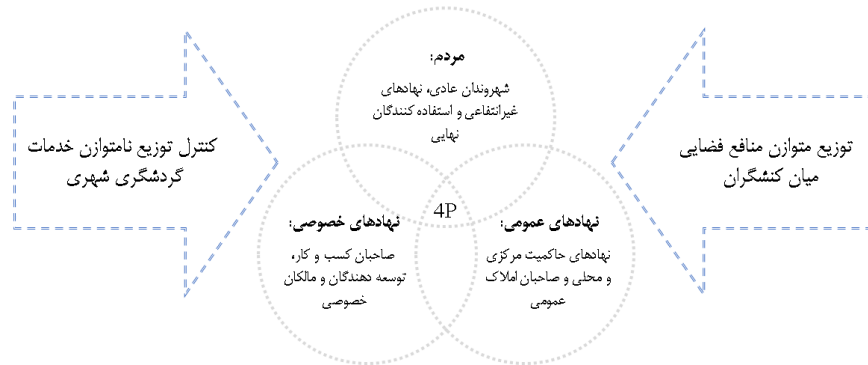 مردم:
شهروندان عادی، نهادهای
غیرانتفاعی و استفاده کنندگان
نهایی
توزیع متوازن منافع فضایی
میان کنشگران
کنترل توزیع نامتوازن خدمات
گردشگری شهری
4P
نهادهای عمومی:
نهادهای حاکمیت مرکزی
و محلی و صاحبان املاک
عمومی
نهادهای خصوصی:
صاحبان کسب و کار،
توسعه دهندگان و مالکان
خصوصی